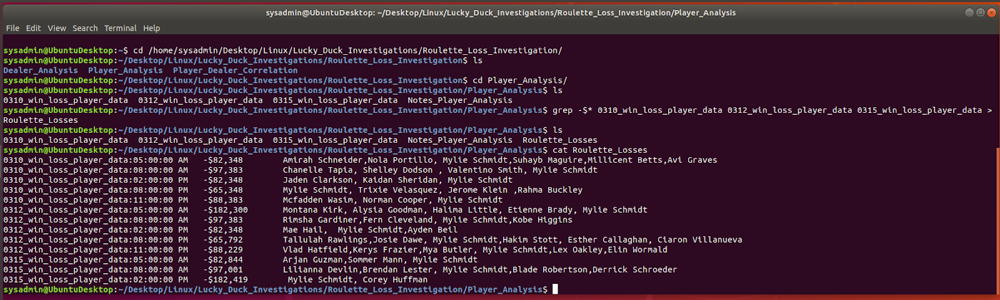 sysadmin@UbuntuDesktop: ~/Desktop/Linux/Lucky_Duck_Investigations/Roulette_Loss_Investigation/Player_Analysis
File Edit View Search Terminal Help
sysadmin@UbuntuDesktop:~$ cd /home/sysadmin/Desktop/Linux/Lucky_Duck_Investigations/Roulette_Loss_Investigation/
sysadmin@UbuntuDesktop:~/Desktop/Linux/Lucky_Duck_Investigations/Roulette_Loss_Investigation$ ls
Dealer_Analysis  Player_Analysis  Player_Dealer_Correlation
sysadmin@UbuntuDesktop:~/Desktop/Linux/Lucky_Duck_Investigations/Roulette_Loss_Investigation$ cd Player_Analysis/
sysadmin@UbuntuDesktop:~/Desktop/Linux/Lucky_Duck_Investigations/Roulette_Loss_Investigation/Player_Analysis$ ls
0310_win_loss_player_data  0312_win_loss_player_data  0315_win_loss_player_data  Notes_Player_Analysis
sysadmin@UbuntuDesktop:~/Desktop/Linux/Lucky_Duck_Investigations/Roulette_Loss_Investigation/Player_Analysis$ grep -$* 0310_win_loss_player_data 0312_win_loss_player_data 0315_win_loss_player_data >
Roulette_Losses
sysadmin@UbuntuDesktop:~/Desktop/Linux/Lucky_Duck_Investigations/Roulette_Loss_Investigation/Player_Analysis$ ls
0310_win_loss_player_data  0312_win_loss_player_data  0315_win_loss_player_data  Notes_Player_Analysis  Roulette_Losses
sysadmin@UbuntuDesktop:~/Desktop/Linux/Lucky_Duck_Investigations/Roulette_Loss_Investigation/Player_Analysis$ cat Roulette_Losses
0310_win_loss_player_data:05:00:00 AM   -$82,348        Amirah Schneider,Nola Portillo, Mylie Schmidt,Suhayb Maguire,Millicent Betts,Avi Graves
0310_win_loss_player_data:08:00:00 AM   -$97,383        Chanelle Tapia, Shelley Dodson , Valentino Smith, Mylie Schmidt
0310_win_loss_player_data:02:00:00 PM   -$82,348        Jaden Clarkson, Kaidan Sheridan, Mylie Schmidt
0310_win_loss_player_data:08:00:00 PM   -$65,348        Mylie Schmidt, Trixie Velasquez, Jerome Klein ,Rahma Buckley
0310_win_loss_player_data:11:00:00 PM   -$88,383        Mcfadden Wasim, Norman Cooper, Mylie Schmidt
0312_win_loss_player_data:05:00:00 AM   -$182,300       Montana Kirk, Alysia Goodman, Halima Little, Etienne Brady, Mylie Schmidt
0312_win_loss_player_data:08:00:00 AM   -$97,383        Rimsha Gardiner,Fern Cleveland, Mylie Schmidt,Kobe Higgins
0312_win_loss_player_data:02:00:00 PM   -$82,348        Mae Hail,  Mylie Schmidt,Ayden Beil
0312_win_loss_player_data:08:00:00 PM   -$65,792        Tallulah Rawlings,Josie Dawe, Mylie Schmidt,Hakim Stott, Esther Callaghan, Ciaron Villanueva
0312_win_loss_player_data:11:00:00 PM   -$88,229        Vlad Hatfield,Kerys Frazier,Mya Butler, Mylie Schmidt,Lex Oakley,Elin Wormald
0315_win_loss_player_data:05:00:00 AM   -$82,844        Arjan Guzman,Sommer Mann, Mylie Schmidt
0315_win_loss_player_data:08:00:00 AM   -$97,001        Lilianna Devlin,Brendan Lester, Mylie Schmidt,Blade Robertson,Derrick Schroeder
0315_win_loss_player_data:02:00:00 PM   -$182,419        Mylie Schmidt, Corey Huffman
sysadmin@UbuntuDesktop:~/Desktop/Linux/Lucky_Duck_Investigations/Roulette_Loss_Investigation/Player_Analysis$